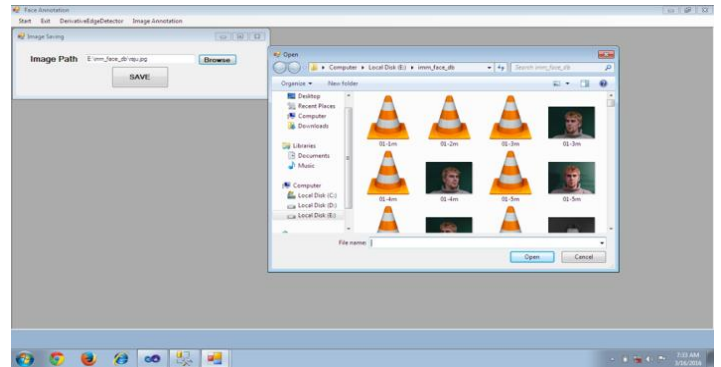 Face Annotation
Start Exit DerivativeEdgeDetector Image Annotation
Image Saving
Image Path E:\imm_face_db\raju.jpg Browse
SAVE
Open
Computer Local Disk (E:) imm_face_db Search imm_face_db
Organize New folder
Desktop
Recent Places
Computer
Downloads
Libraries
Documents
Music
Computer
Local Disk (C:)
Local Disk (D:)
Local Disk (E:)
01-1m 01-2m 01-3m 01-3m
01-4m 01-4m 01-5m 01-5m
File name:
Open Cancel
7:33 AM
3/16/2016